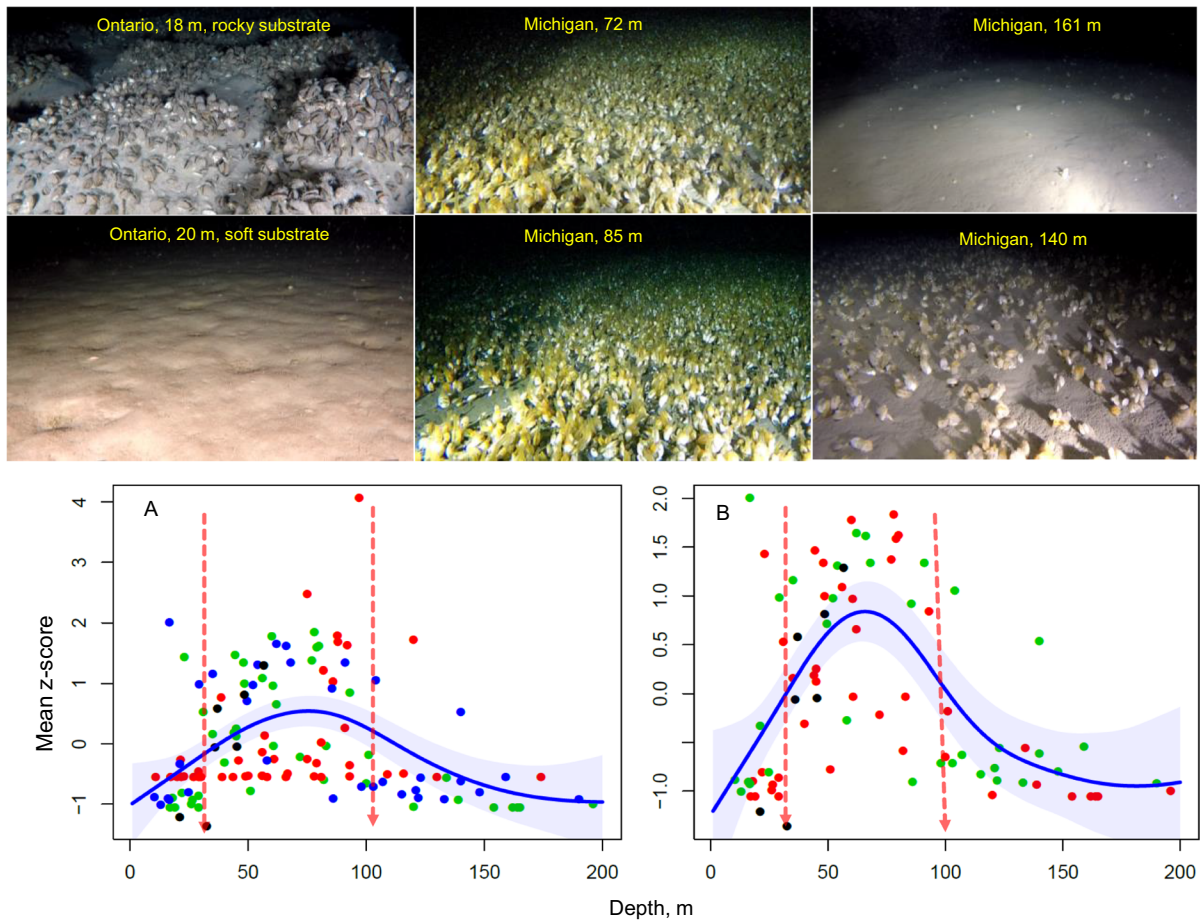 Ontario, 18 m, rocky substrate
Michigan, 72 m
Michigan, 161 m
Ontario, 20 m, soft substrate
Michigan, 85 m
Michigan, 140 m
A
B
Mean z-score
4
3
2
1
0
−1
2.0
1.5
1.0
0.5
0.0
−1.0
0 50 100 150 200
0 50 100 150 200
Depth, m